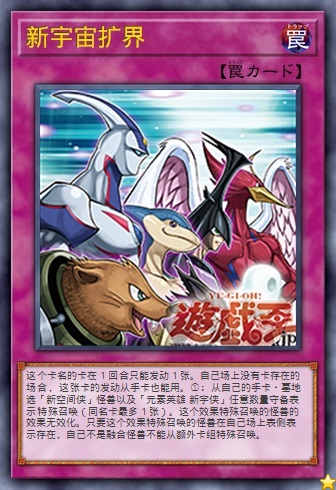 新宇宙扩界
トラップ
罠
【罠カード】
YU-GI-OH!
遊戯王
.JP
这个卡名的卡在1回合只能发动1张。自己场上没有卡存在的
场合，这张卡的发动从手卡也能用。①：从自己的手卡·墓地
选「新空间侠」怪兽以及「元素英雄 新宇侠」任意数量守备表
示特殊召唤（同名卡最多1张）。这个效果特殊召唤的怪兽的
效果无效化。只要这个效果特殊召唤的怪兽在自己场上表侧表
示存在，自己不是融合怪兽不能从额外卡组特殊召唤。